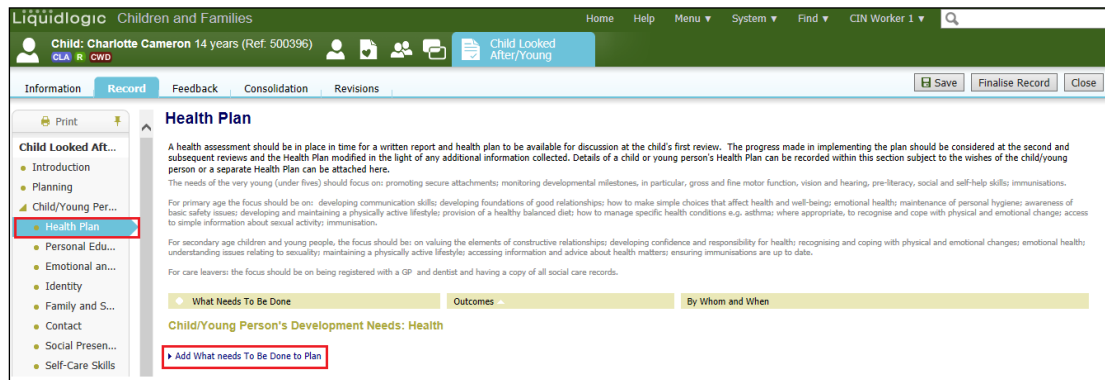 Liquidlogic Children and Families Home Help Menu ▼ System ▼ Find ▼ CIN Worker 1 ▼
Child: Charlotte Cameron 14 years (Ref: 500396)
CLA R CWD
Child Looked
After/Young
Information Record Feedback Consolidation Revisions Save Finalise Record Close
Print
Child Looked Aft...
Introduction
Planning
Child/Young Per...
Health Plan
Personal Edu...
Emotional an...
Identity
Family and S...
Contact
Social Presen...
Self-Care Skills
Health Plan
A health assessment should be in place in time for a written report and health plan to be available for discussion at the child's first review. The progress made in implementing the plan should be considered at the second and
subsequent reviews and the Health Plan modified in the light of any additional information collected. Details of a child or young person's Health Plan can be recorded within this section subject to the wishes of the child/young
person or a separate Health Plan can be attached here.
The needs of the very young (under fives) should focus on: promoting secure attachments; monitoring developmental milestones, in particular, gross and fine motor function, vision and hearing, pre-literacy, social and self-help skills; immunisations.
For primary age the focus should be on: developing communication skills; developing foundations of good relationships; how to make simple choices that affect health and well-being; emotional health; maintenance of personal hygiene; awareness of
basic safety issues; developing and maintaining a physically active lifestyle; provision of a healthy balanced diet; how to manage specific health conditions e.g. asthma; where appropriate, to recognise and cope with physical and emotional change; access
to simple information about sexual activity; immunisation.
For secondary age children and young people, the focus should be: on valuing the elements of constructive relationships; developing confidence and responsibility for health; recognising and coping with physical and emotional changes; emotional health;
understanding issues relating to sexuality; maintaining a physically active lifestyle; accessing information and advice about health matters; ensuring immunisations are up to date.
For care leavers: the focus should be on being registered with a GP and dentist and having a copy of all social care records.
What Needs To Be Done Outcomes By Whom and When
Child/Young Person's Development Needs: Health
Add What needs To Be Done to Plan